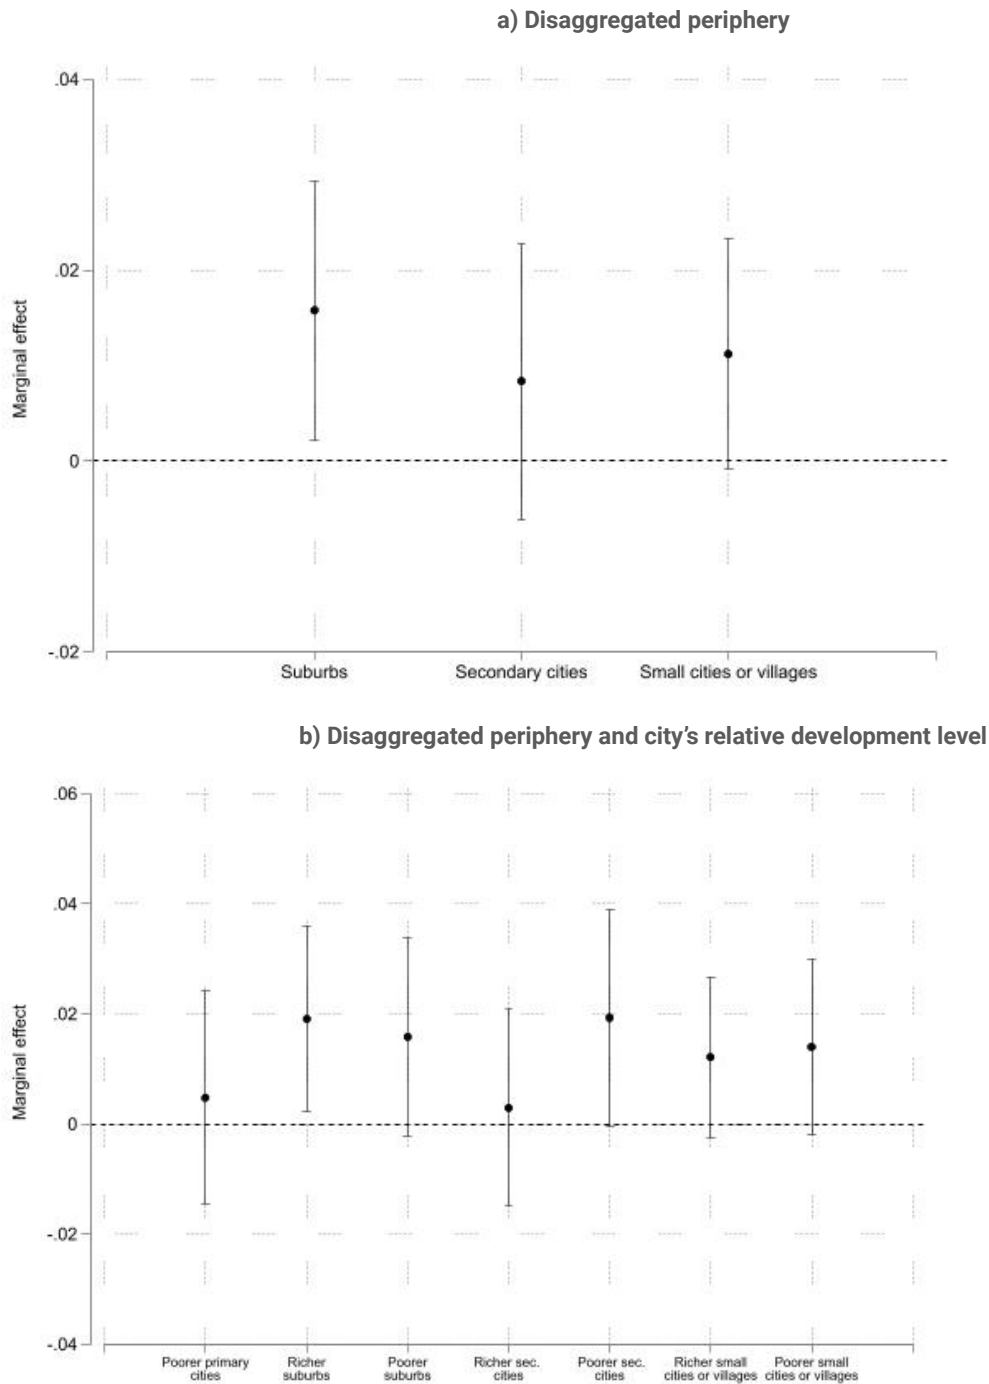 a) Disaggregated periphery
.04
.02
0
-.02
Marginal effect
Suburbs
Secondary cities
Small cities or villages
b) Disaggregated periphery and city’s relative development level
.06
.04
.02
0
-.02
-.04
Marginal effect
Poorer primary
cities
Richer
suburbs
Poorer
suburbs
Richer sec.
cities
Poorer sec.
cities
Richer small
cities or villages
Poorer small
cities or villages